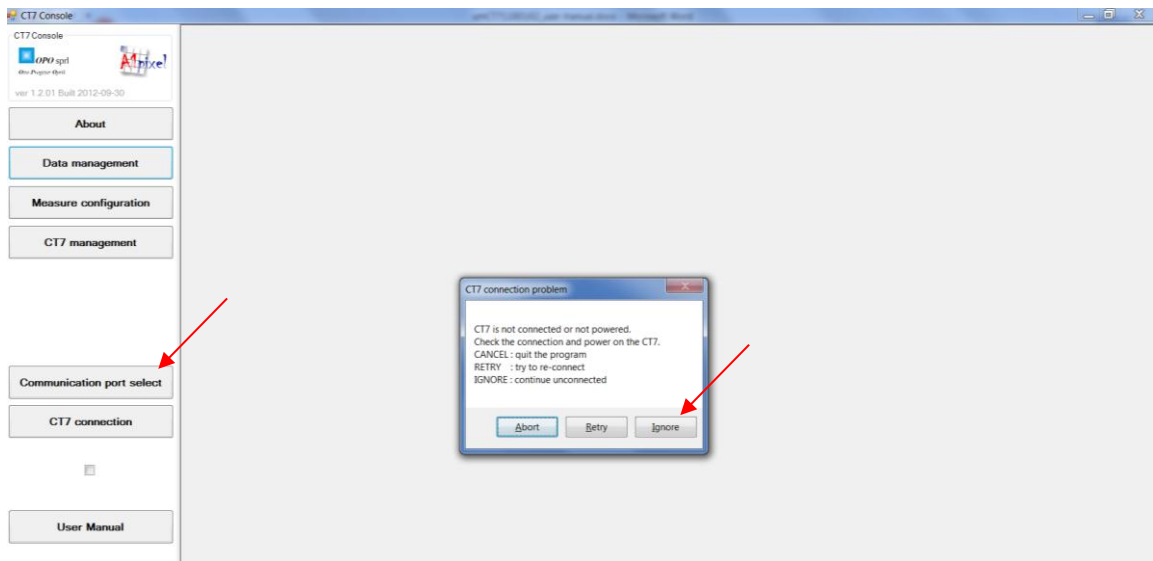 CT7 Console
CT7 Console
OPO sprl
A1pixel
ver 1.2.01 Built 2012-09-30
About
Data management
Measure configuration
CT7 management
Communication port select
CT7 connection
User Manual
CT7 connection problem
CT7 is not connected or not powered.
Check the connection and power on the CT7.
CANCEL : quit the program
RETRY : try to re-connect
IGNORE : continue unconnected
Abort
Retry
Ignore